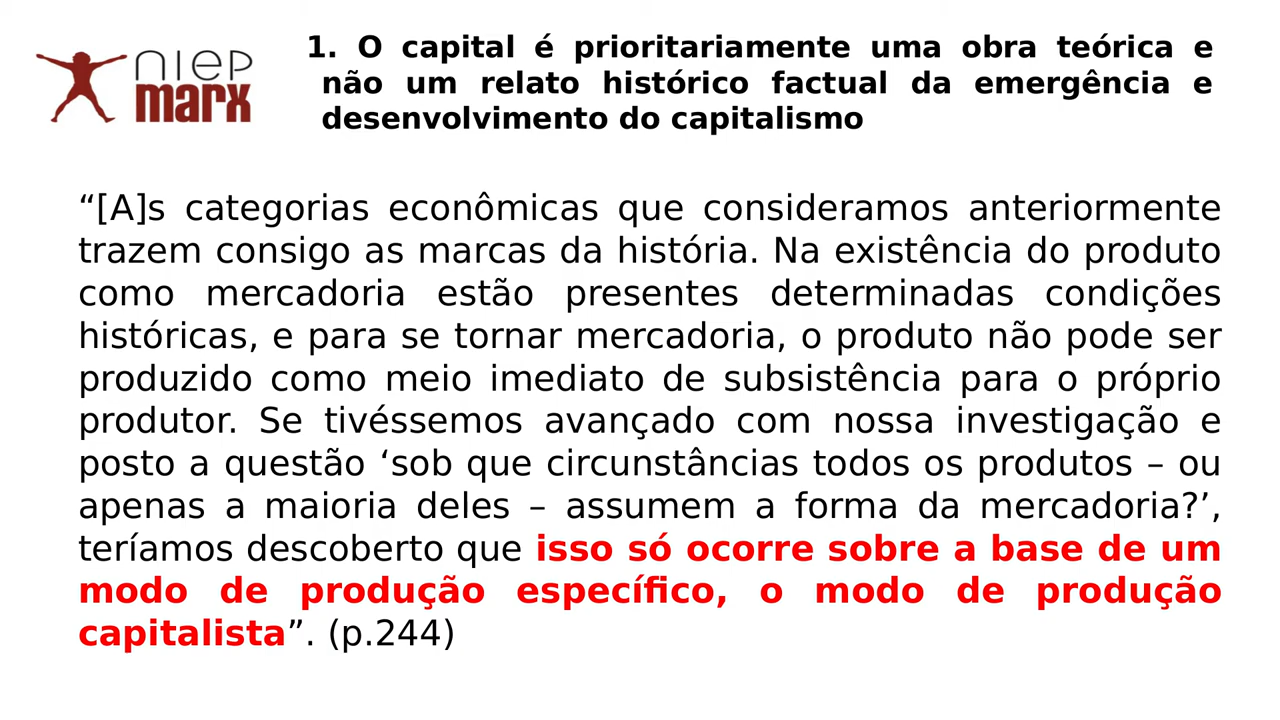 niep
marx
1. O capital é prioritariamente uma obra teórica e
não um relato histórico factual da emergência e
desenvolvimento do capitalismo
“[A]s categorias econômicas que consideramos anteriormente
trazem consigo as marcas da história. Na existência do produto
como mercadoria estão presentes determinadas condições
históricas, e para se tornar mercadoria, o produto não pode ser
produzido como meio imediato de subsistência para o próprio
produtor. Se tivéssemos avançado com nossa investigação e
posto a questão ‘sob que circunstâncias todos os produtos – ou
apenas a maioria deles – assumem a forma da mercadoria?’,
teríamos descoberto que isso só ocorre sobre a base de um
modo de produção específico, o modo de produção
capitalista”. (p.244)